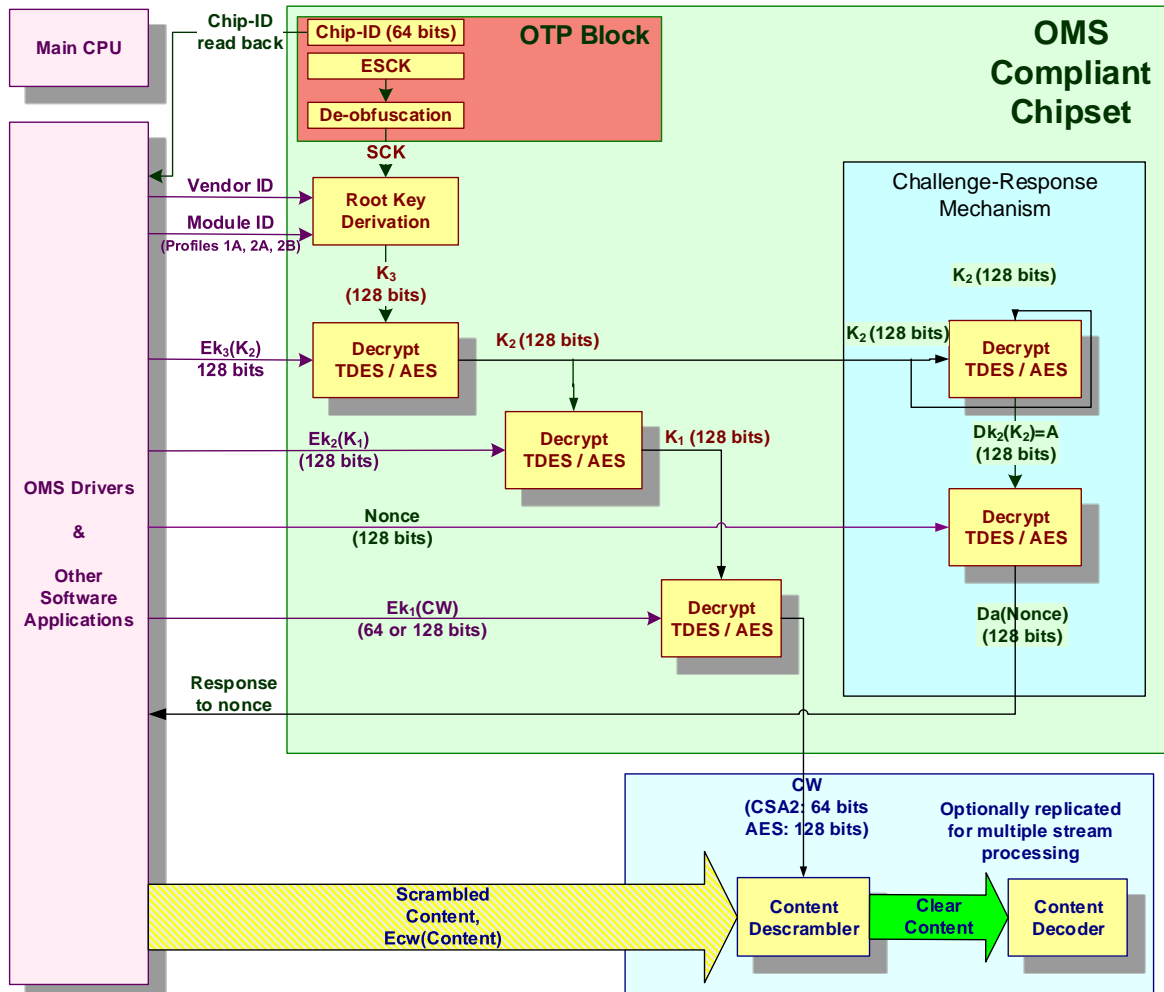 Main CPU
Chip-ID
read back
Chip-ID (64 bits)
OTP Block
ESCK
De-obfuscation
SCK
OMS
Compliant
Chipset
Vendor ID
Module ID
(Profiles 1A, 2A, 2B)
Root Key
Derivation
K3
(128 bits)
Challenge-Response
Mechanism
K2 (128 bits)
Ek3(K2)
128 bits
Decrypt
TDES / AES
K2 (128 bits)
K2 (128 bits)
Decrypt
TDES / AES
Ek2(K1)
(128 bits)
Decrypt
TDES / AES
K1 (128 bits)
Dk2(K2)=A
(128 bits)
OMS Drivers
&
Other
Software
Applications
Nonce
(128 bits)
Decrypt
TDES / AES
Ek1(CW)
(64 or 128 bits)
Decrypt
TDES / AES
Da(Nonce)
(128 bits)
Response
to nonce
CW
(CSA2: 64 bits
AES: 128 bits)
Optionally replicated
for multiple stream
processing
Scrambled
Content,
Ecw(Content)
Content
Descrambler
Clear
Content
Content
Decoder